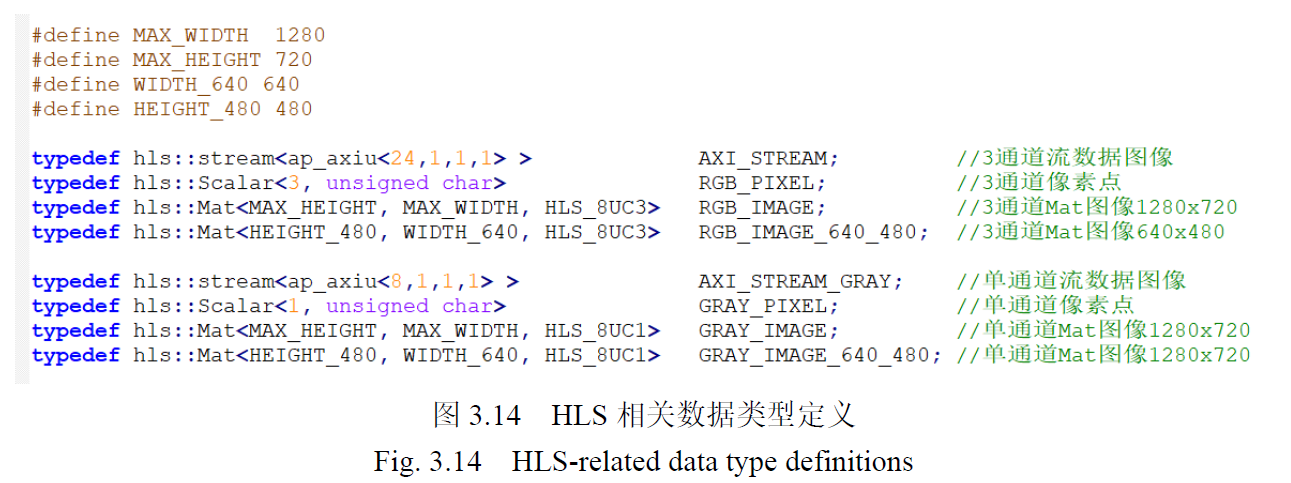 #define MAX_WIDTH  1280
#define MAX_HEIGHT 720
#define WIDTH_640 640
#define HEIGHT_480 480
typedef hls::stream<ap_axiu<24,1,1,1> > AXI_STREAM; //3通道流数据图像
typedef hls::Scalar<3, unsigned char> RGB_PIXEL; //3通道像素点
typedef hls::Mat<MAX_HEIGHT, MAX_WIDTH, HLS_8UC3> RGB_IMAGE; //3通道Mat图像1280x720
typedef hls::Mat<HEIGHT_480, WIDTH_640, HLS_8UC3> RGB_IMAGE_640_480; //3通道Mat图像640x480
typedef hls::stream<ap_axiu<8,1,1,1> > AXI_STREAM_GRAY; //单通道流数据图像
typedef hls::Scalar<1, unsigned char> GRAY_PIXEL; //单通道像素点
typedef hls::Mat<MAX_HEIGHT, MAX_WIDTH, HLS_8UC1> GRAY_IMAGE; //单通道Mat图像1280x720
typedef hls::Mat<HEIGHT_480, WIDTH_640, HLS_8UC1> GRAY_IMAGE_640_480; //单通道Mat图像1280x720
图 3.14 HLS 相关数据类型定义
Fig. 3.14 HLS-related data type definitions